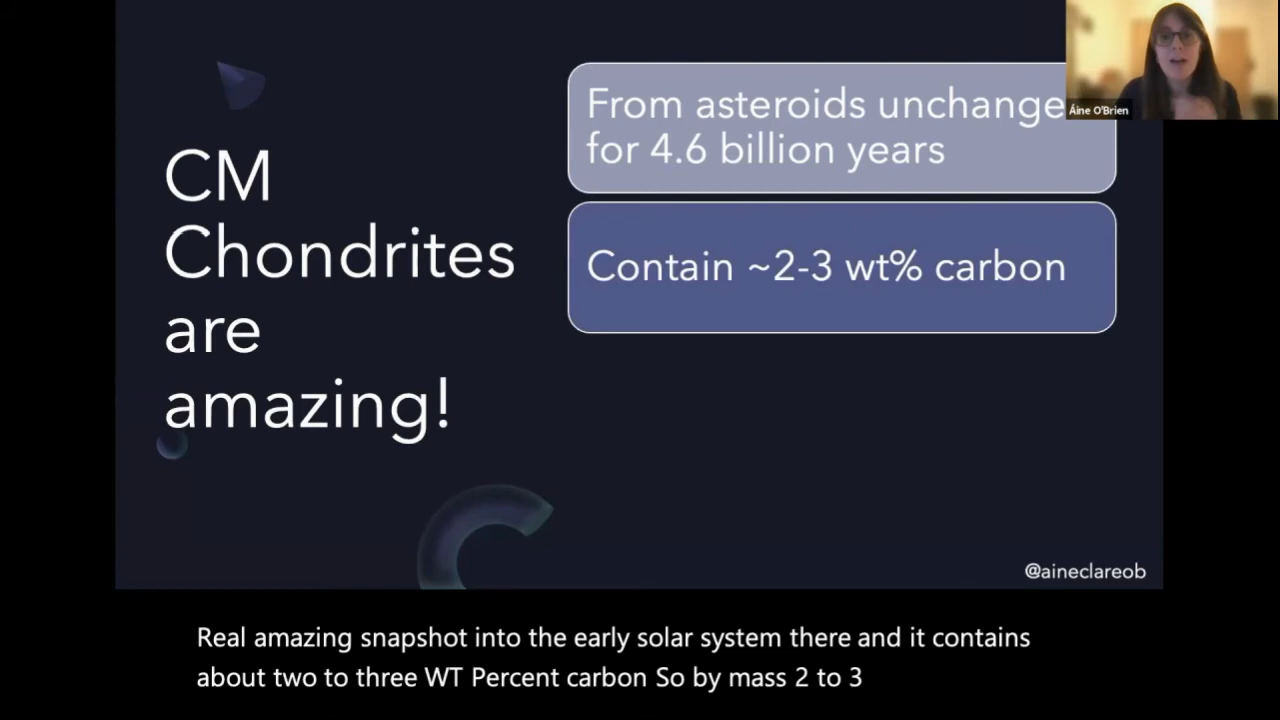 CM
Chondrites
are
amazing!
From asteroids unchange
for 4.6 billion years
Contain ~2-3 wt% carbon
Áine O'Brien
@aineclareob
Real amazing snapshot into the early solar system there and it contains
about two to three WT Percent carbon So by mass 2 to 3